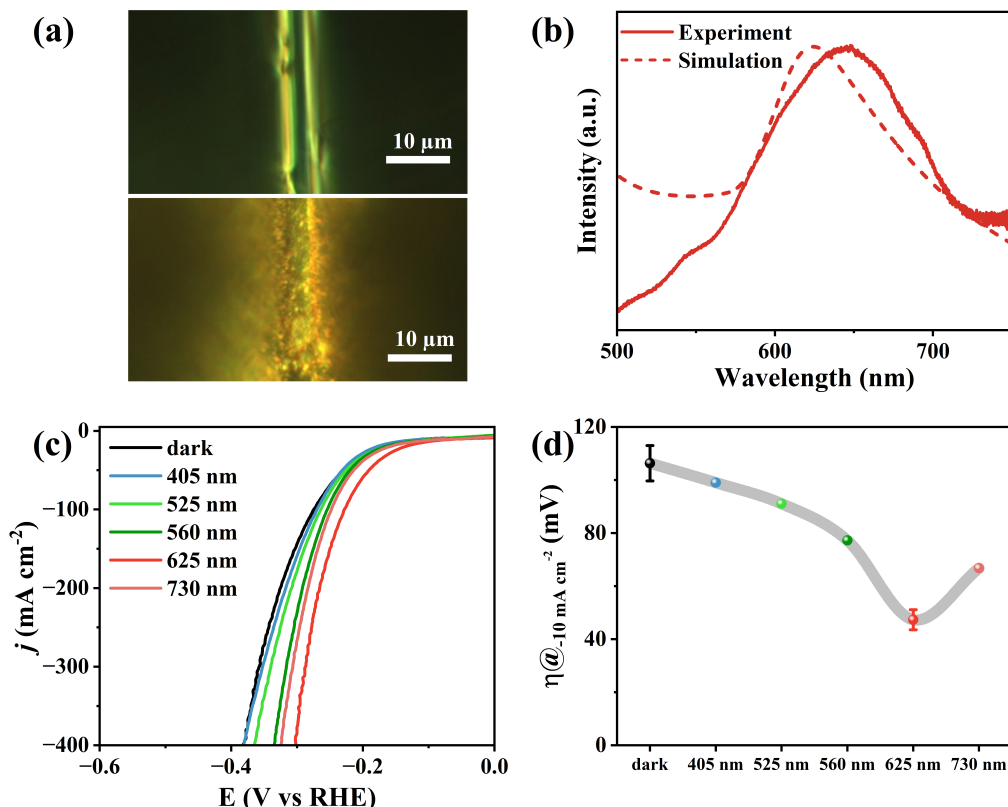 (a)
10 µm
10 µm
(b)
Experiment
Simulation
Intensity (a.u.)
500
600
700
Wavelength (nm)
(c)
dark
405 nm
525 nm
560 nm
625 nm
730 nm
0
−100
−200
−300
−400
j (mA cm⁻²)
−0.6
−0.4
−0.2
0.0
E (V vs RHE)
(d)
120
80
40
0
η@-10 mA cm⁻² (mV)
dark
405 nm
525 nm
560 nm
625 nm
730 nm